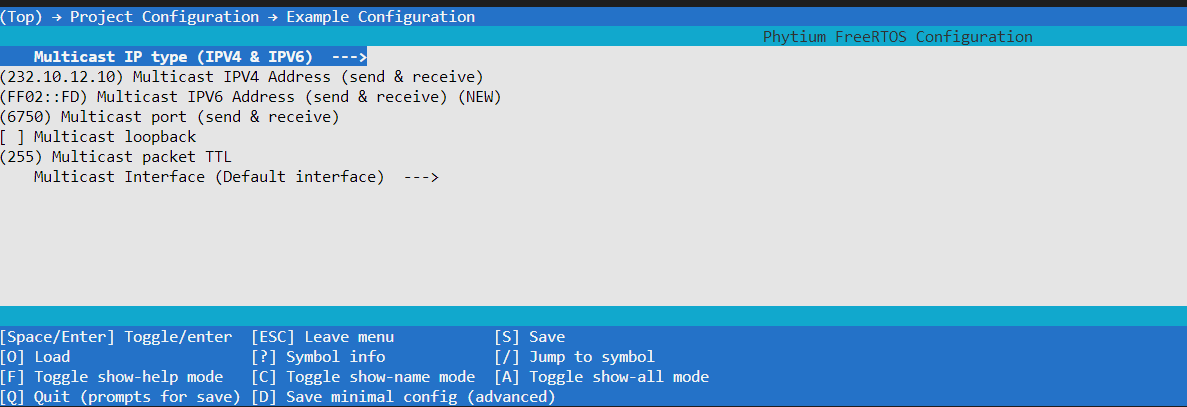 (Top) → Project Configuration → Example Configuration
Phytium FreeRTOS Configuration
Multicast IP type (IPV4 & IPV6)  --->
(232.10.12.10) Multicast IPV4 Address (send & receive)
(FF02::FD) Multicast IPV6 Address (send & receive) (NEW)
(6750) Multicast port (send & receive)
[ ] Multicast loopback
(255) Multicast packet TTL
Multicast Interface (Default interface)  --->
[Space/Enter] Toggle/enter  [ESC] Leave menu           [S] Save
[O] Load                    [?] Symbol info            [/] Jump to symbol
[F] Toggle show-help mode   [C] Toggle show-name mode  [A] Toggle show-all mode
[Q] Quit (prompts for save) [D] Save minimal config (advanced)